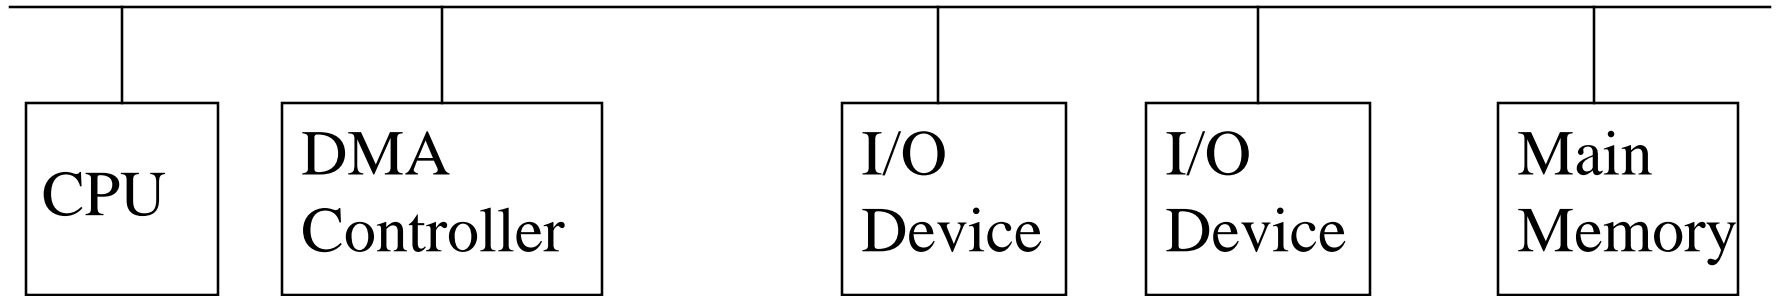 CPU
DMA
Controller
I/O
Device
I/O
Device
Main
Memory